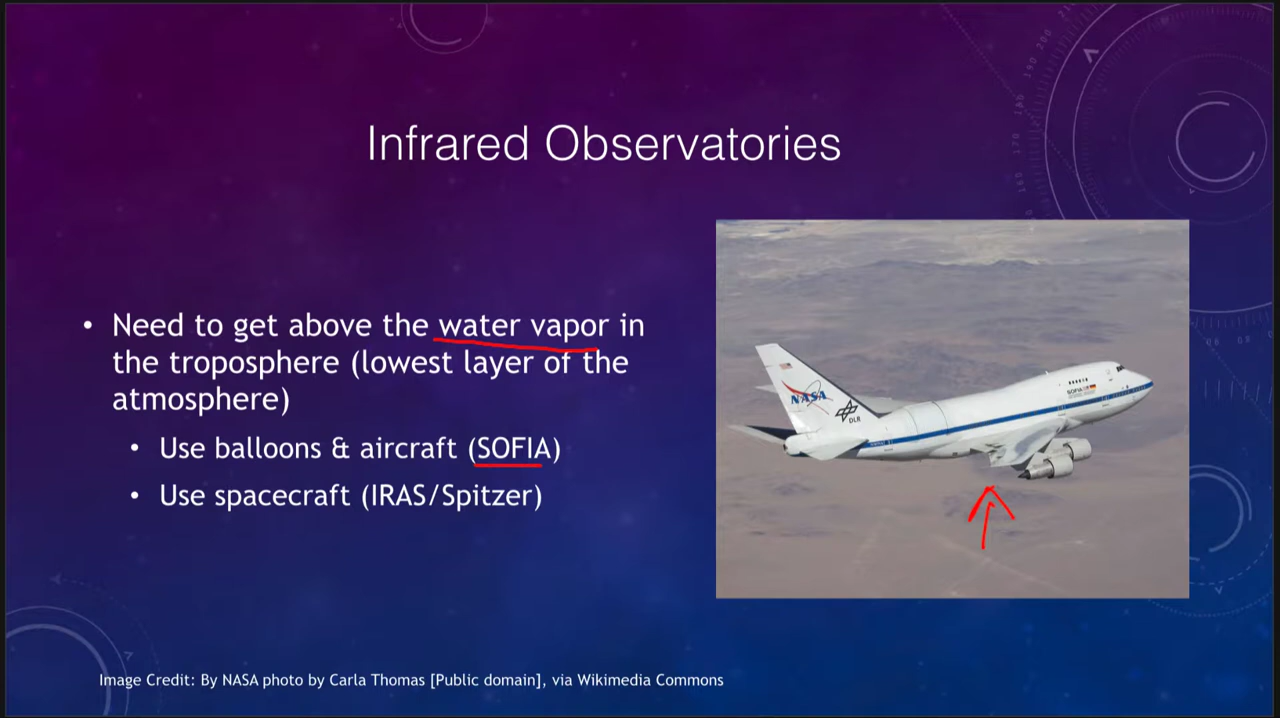 Infrared Observatories
• Need to get above the water vapor in
the troposphere (lowest layer of the
atmosphere)
• Use balloons & aircraft (SOFIA)
• Use spacecraft (IRAS/Spitzer)
NASA
DLR
SOFIA
Image Credit: By NASA photo by Carla Thomas [Public domain], via Wikimedia Commons